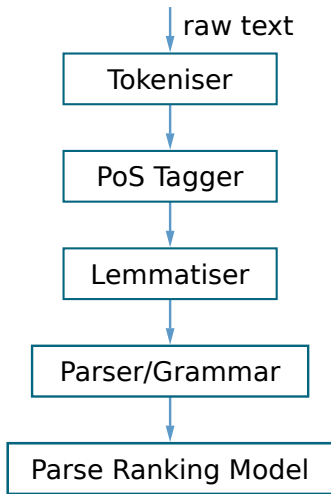 raw text
Tokeniser
PoS Tagger
Lemmatiser
Parser/Grammar
Parse Ranking Model